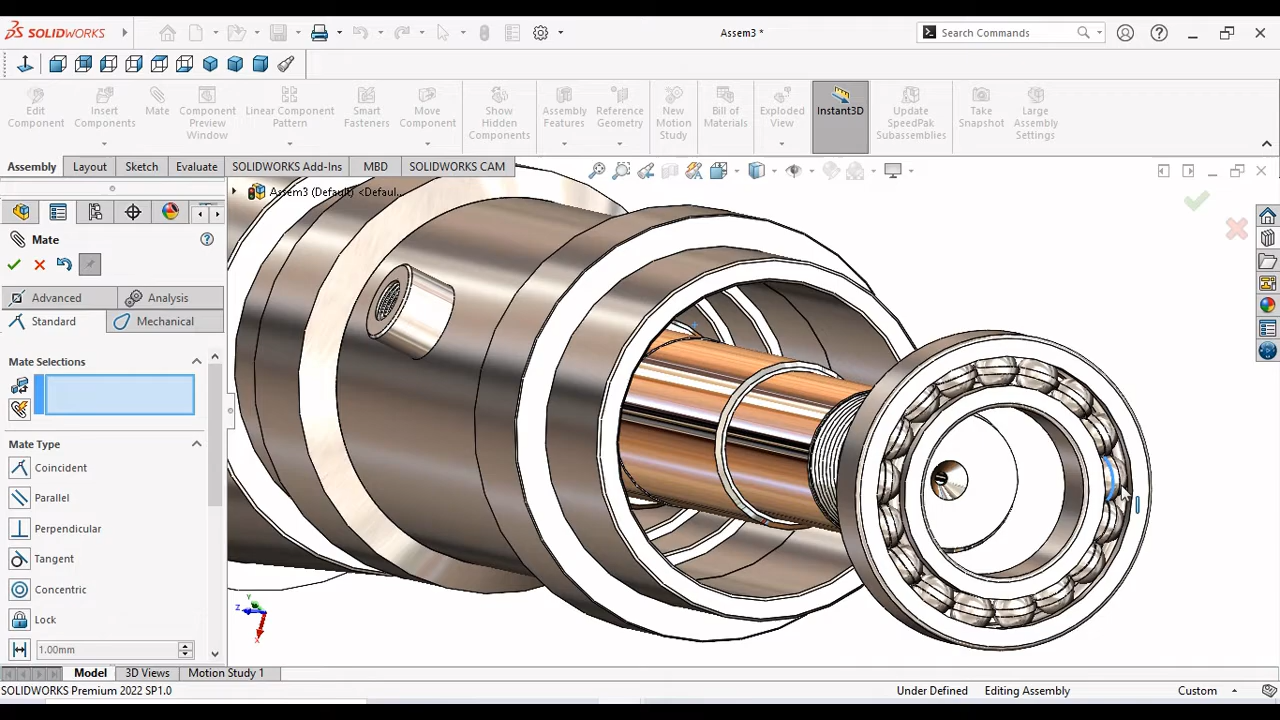 SOLIDWORKS
Assem3 *
Search Commands
Edit Component
Insert Components
Mate
Component Preview Window
Linear Component Pattern
Smart Fasteners
Move Component
Show Hidden Components
Assembly Features
Reference Geometry
New Motion Study
Bill of Materials
Exploded View
Instant3D
Update SpeedPak Subassemblies
Take Snapshot
Large Assembly Settings
Assembly
Layout
Sketch
Evaluate
SOLIDWORKS Add-Ins
MBD
SOLIDWORKS CAM
Assem3 (Default) <Defaul...
Mate
Advanced
Analysis
Standard
Mechanical
Mate Selections
Mate Type
Coincident
Parallel
Perpendicular
Tangent
Concentric
Lock
1.00mm
Y
Z
X
Model
3D Views
Motion Study 1
SOLIDWORKS Premium 2022 SP1.0
Under Defined
Editing Assembly
Custom